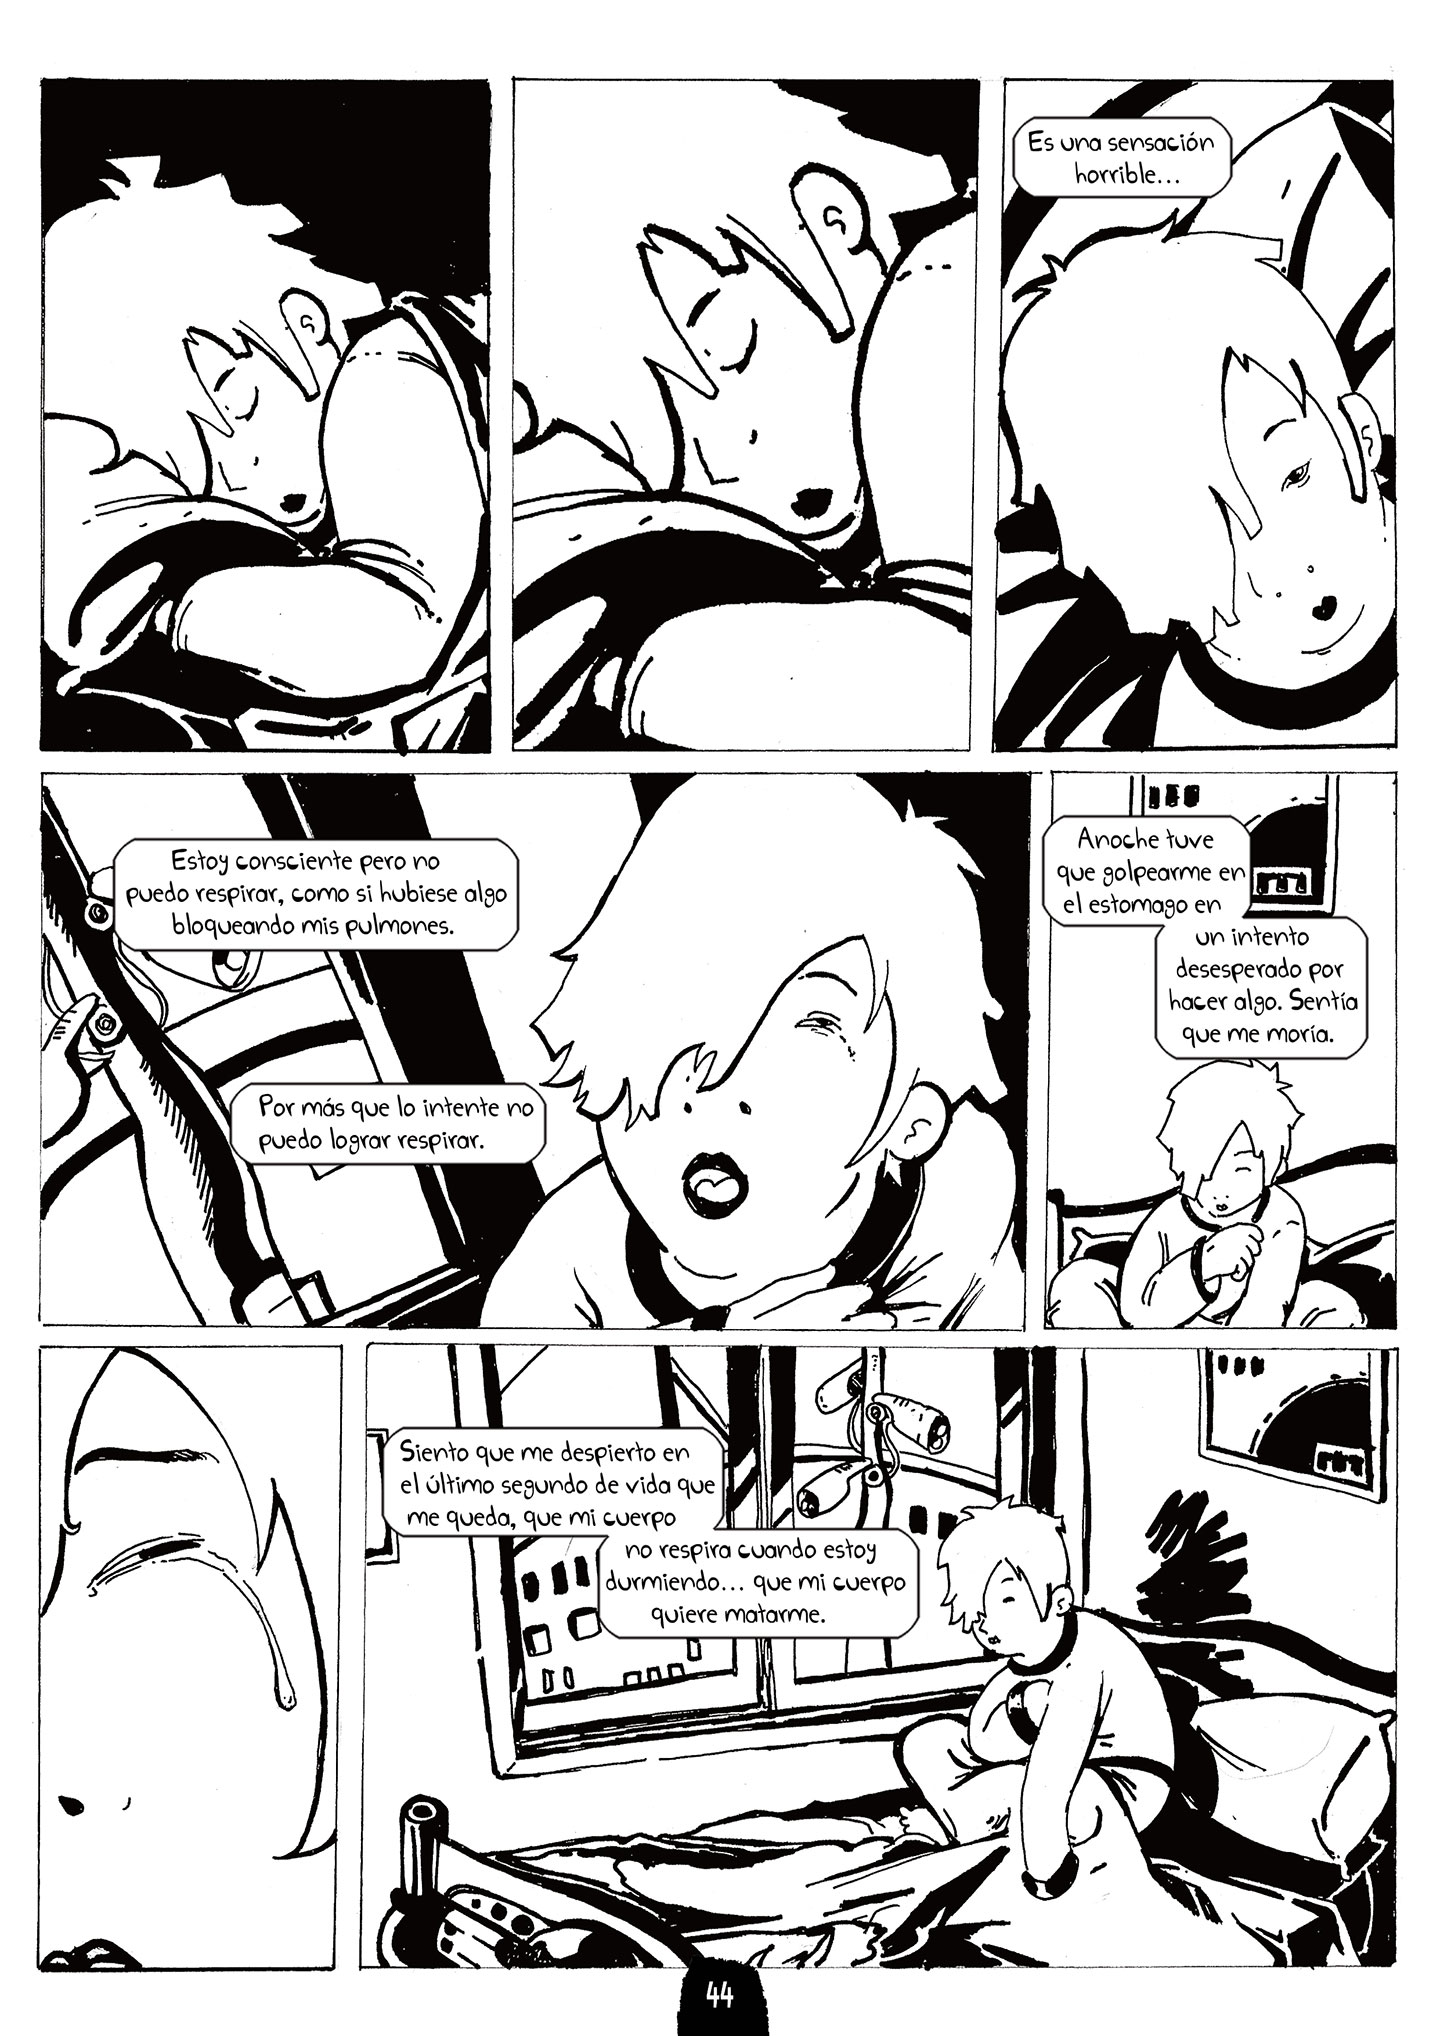 Es una sensación
horrible...
Estoy consciente pero no
puedo respirar, como si hubiese algo
bloqueando mis pulmones.
Por más que lo intente no
puedo lograr respirar.
Anoche tuve
que golpearme en
el estomago en
un intento
desesperado por
hacer algo. Sentía
que me moría.
Siento que me despierto en
el último segundo de vida que
me queda, que mi cuerpo
no respira cuando estoy
durmiendo... que mi cuerpo
quiere matarme.
44